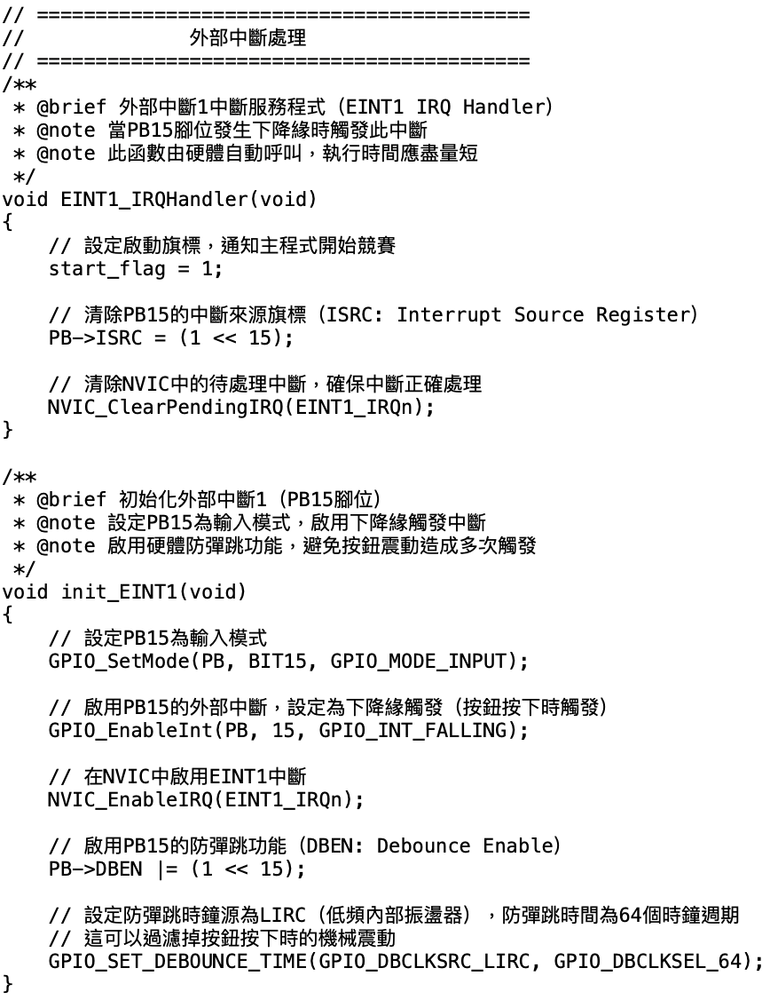 // ==========================================
//              外部中斷處理
// ==========================================
/**
 * @brief 外部中斷1中斷服務程式（EINT1 IRQ Handler）
 * @note 當PB15腳位發生下降緣時觸發此中斷
 * @note 此函數由硬體自動呼叫，執行時間應盡量短
 */
void EINT1_IRQHandler(void)
{
    // 設定啟動旗標，通知主程式開始競賽
    start_flag = 1;

    // 清除PB15的中斷來源旗標（ISRC: Interrupt Source Register）
    PB->ISRC = (1 << 15);

    // 清除NVIC中的待處理中斷，確保中斷正確處理
    NVIC_ClearPendingIRQ(EINT1_IRQn);
}

/**
 * @brief 初始化外部中斷1（PB15腳位）
 * @note 設定PB15為輸入模式，啟用下降緣觸發中斷
 * @note 啟用硬體防彈跳功能，避免按鈕震動造成多次觸發
 */
void init_EINT1(void)
{
    // 設定PB15為輸入模式
    GPIO_SetMode(PB, BIT15, GPIO_MODE_INPUT);

    // 啟用PB15的外部中斷，設定為下降緣觸發（按鈕按下時觸發）
    GPIO_EnableInt(PB, 15, GPIO_INT_FALLING);

    // 在NVIC中啟用EINT1中斷
    NVIC_EnableIRQ(EINT1_IRQn);

    // 啟用PB15的防彈跳功能（DBEN: Debounce Enable）
    PB->DBEN |= (1 << 15);

    // 設定防彈跳時鐘源為LIRC（低頻內部振盪器），防彈跳時間為64個時鐘週期
    // 這可以過濾掉按鈕按下時的機械震動
    GPIO_SET_DEBOUNCE_TIME(GPIO_DBCLKSRC_LIRC, GPIO_DBCLKSEL_64);
}